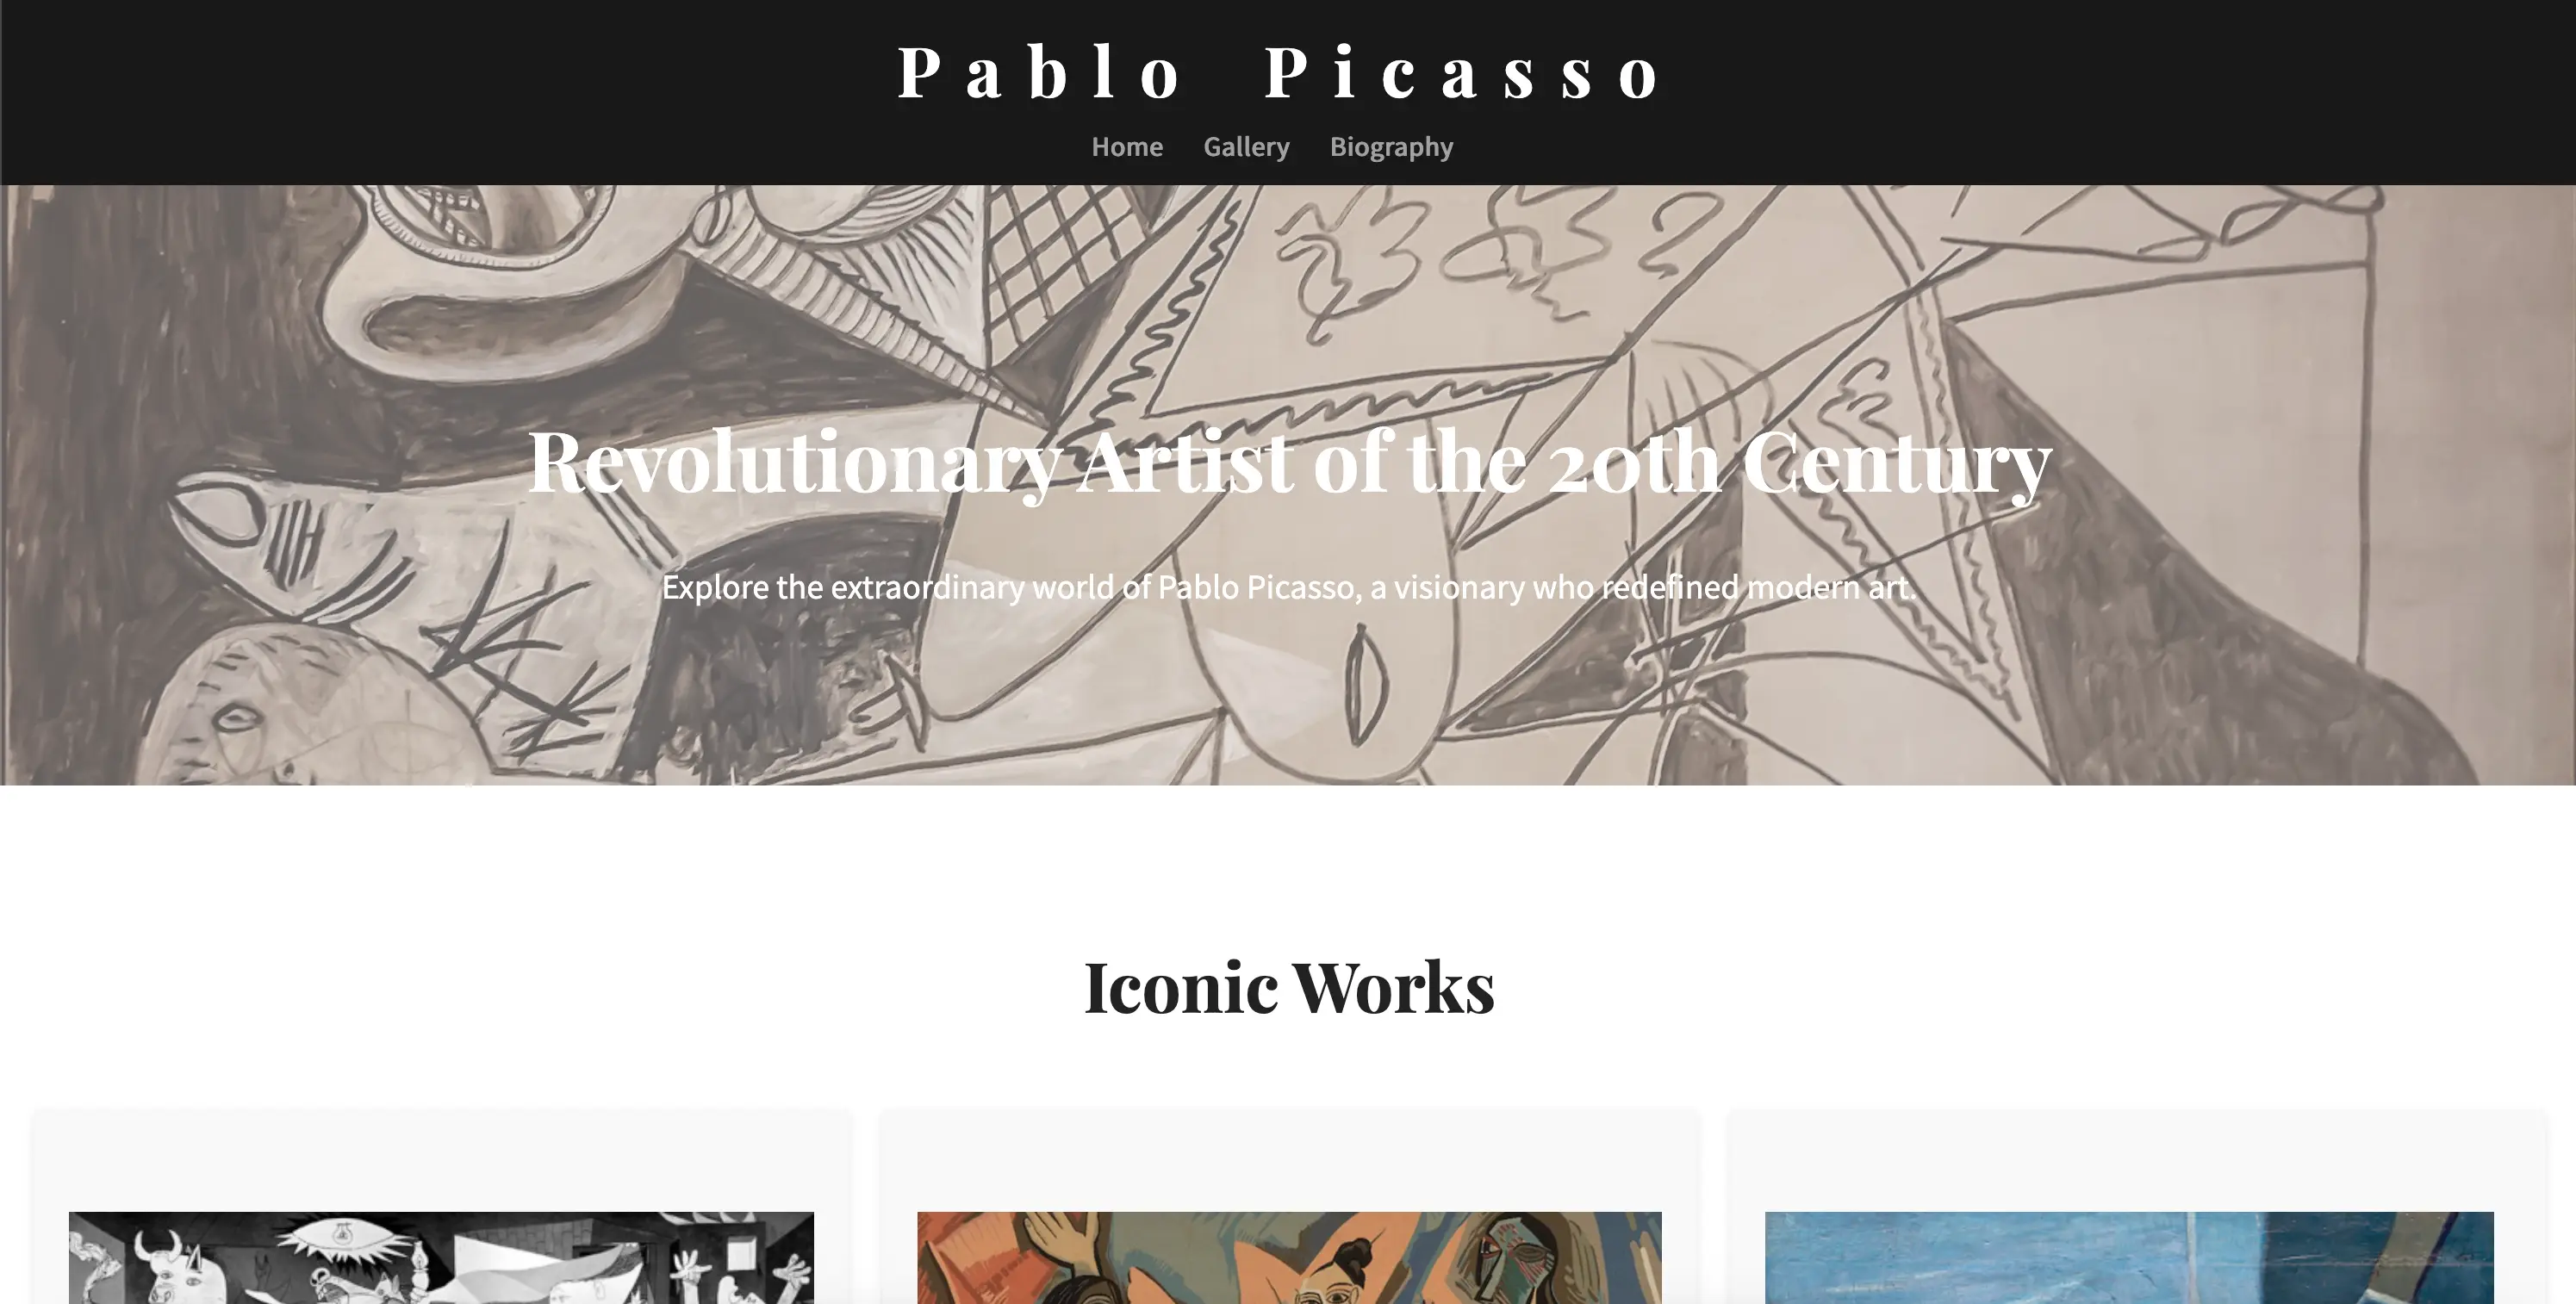 Pablo Picasso
Home Gallery Biography
Revolutionary Artist of the 20th Century
Explore the extraordinary world of Pablo Picasso, a visionary who redefined modern art.
Iconic Works